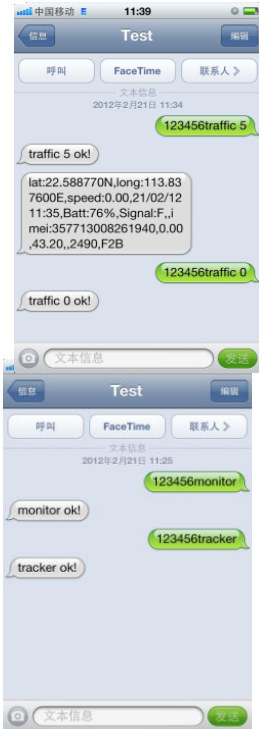 中国移动 E 11:39
信息 Test 编辑
呼叫 FaceTime 联系人 >
文本信息
2012年2月21日 11:34
123456traffic 5
traffic 5 ok!
lat:22.588770N,long:113.83
7600E,speed:0.00,21/02/12
11:35,Batt:76%,Signal:F,,i
mei:357713008261940,0.00
,43.20,,2490,F2B
123456traffic 0
traffic 0 ok!
文本信息 发送
信息 Test 编辑
呼叫 FaceTime 联系人 >
文本信息
2012年2月21日 11:25
123456monitor
monitor ok!
123456tracker
tracker ok!
文本信息 发送